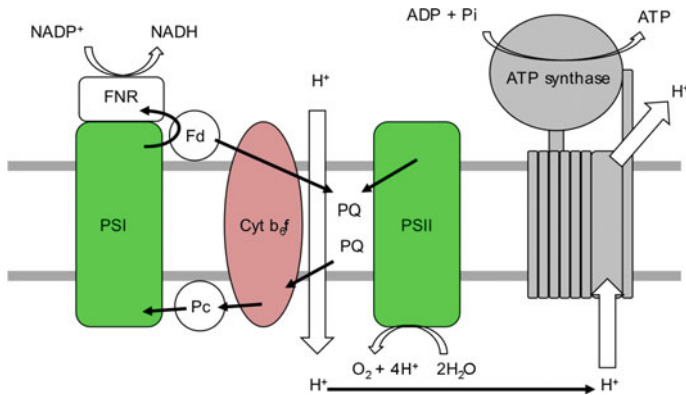 ADP + Pi
ATP
NADP⁺
NADH
H⁺
ATP synthase
H⁺
FNR
Fd
PQ
PSI
Cyt b₆f
PSII
PQ
Pc
O₂ + 4H⁺
2H₂O
H⁺
H⁺